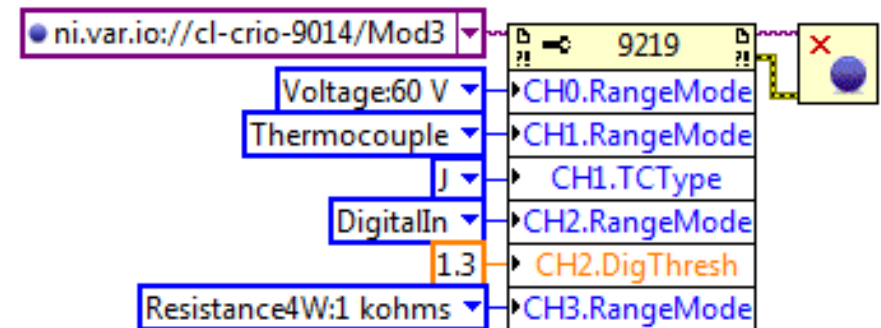 ni.var.io://cl-crio-9014/Mod3 9219
Voltage:60 V CH0.RangeMode
Thermocouple CH1.RangeMode
J CH1.TCType
DigitalIn CH2.RangeMode
1.3 CH2.DigThresh
Resistance4W:1 kohms CH3.RangeMode